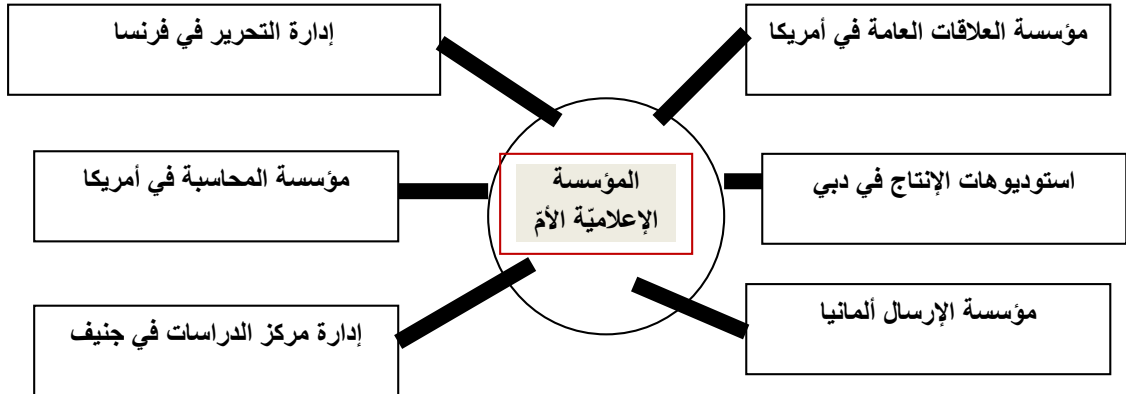 مؤسسة العلاقات العامة في أمريكا
إدارة التحرير في فرنسا
استوديوهات الإنتاج في دبي
المؤسسة
الإعلاميّة الأمّ
مؤسسة المحاسبة في أمريكا
مؤسسة الإرسال ألمانيا
إدارة مركز الدراسات في جنيف